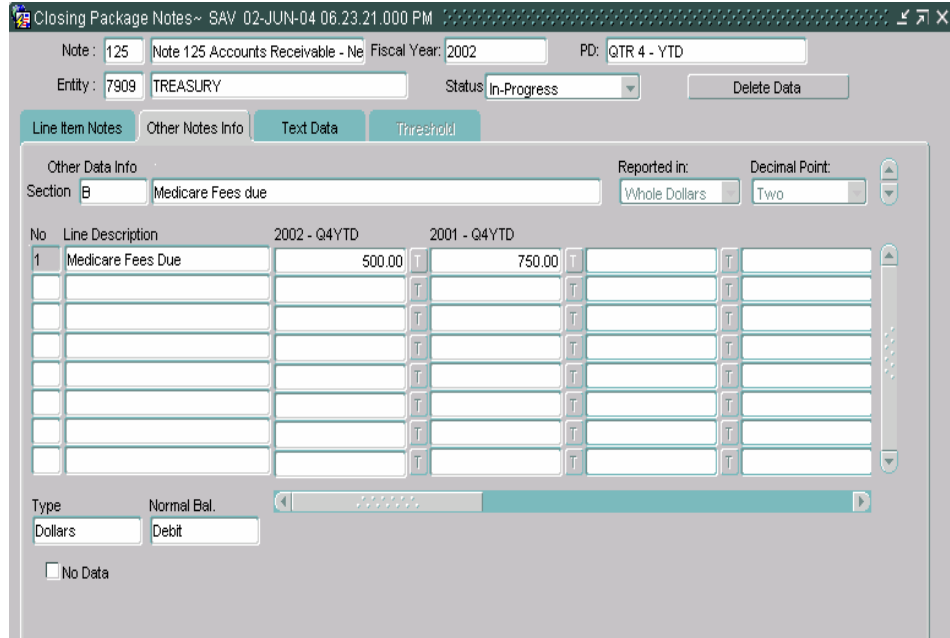 Closing Package Notes~ SAV 02-JUN-04 06.23.21.000 PM
Note : 125 Note 125 Accounts Receivable - Ne Fiscal Year: 2002 PD: QTR 4 - YTD
Entity : 7909 TREASURY Status In-Progress Delete Data
Line Item Notes Other Notes Info Text Data Threshold
Other Data Info Reported in: Decimal Point:
Section B Medicare Fees due Whole Dollars Two
No Line Description 2002 - Q4YTD 2001 - Q4YTD
1 Medicare Fees Due 500.00 T 750.00 T T
T T T
T T T
T T T
T T T
T T T
T T T
T T T
Type Normal Bal.
Dollars Debit
No Data